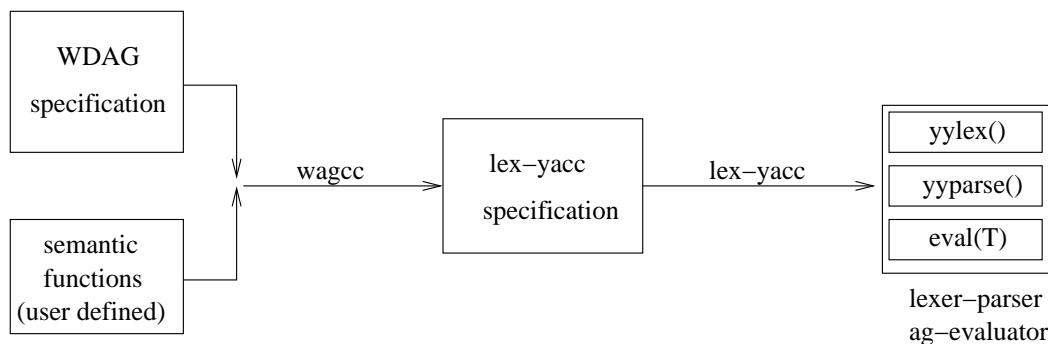 WDAG
specification
semantic
functions
(user defined)
wagcc
lex−yacc
specification
lex−yacc
yylex()
yyparse()
eval(T)
lexer−parser
ag−evaluator